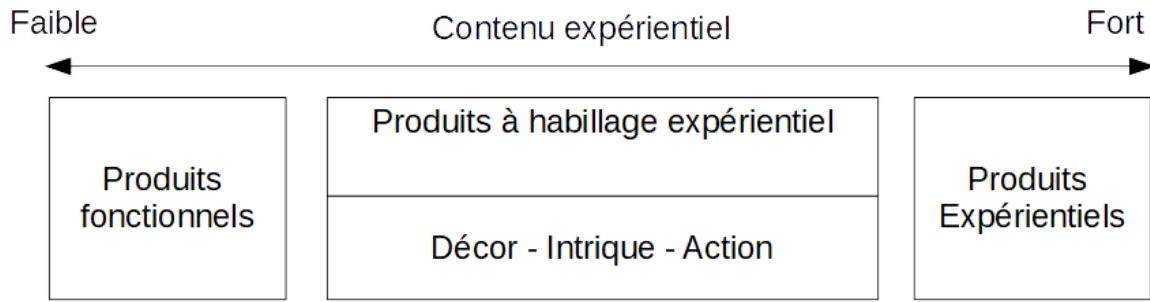 Faible
Contenu expérientiel
Fort
Produits à habillage expérientiel
Produits
fonctionnels
Décor - Intrique - Action
Produits
Expérientiels